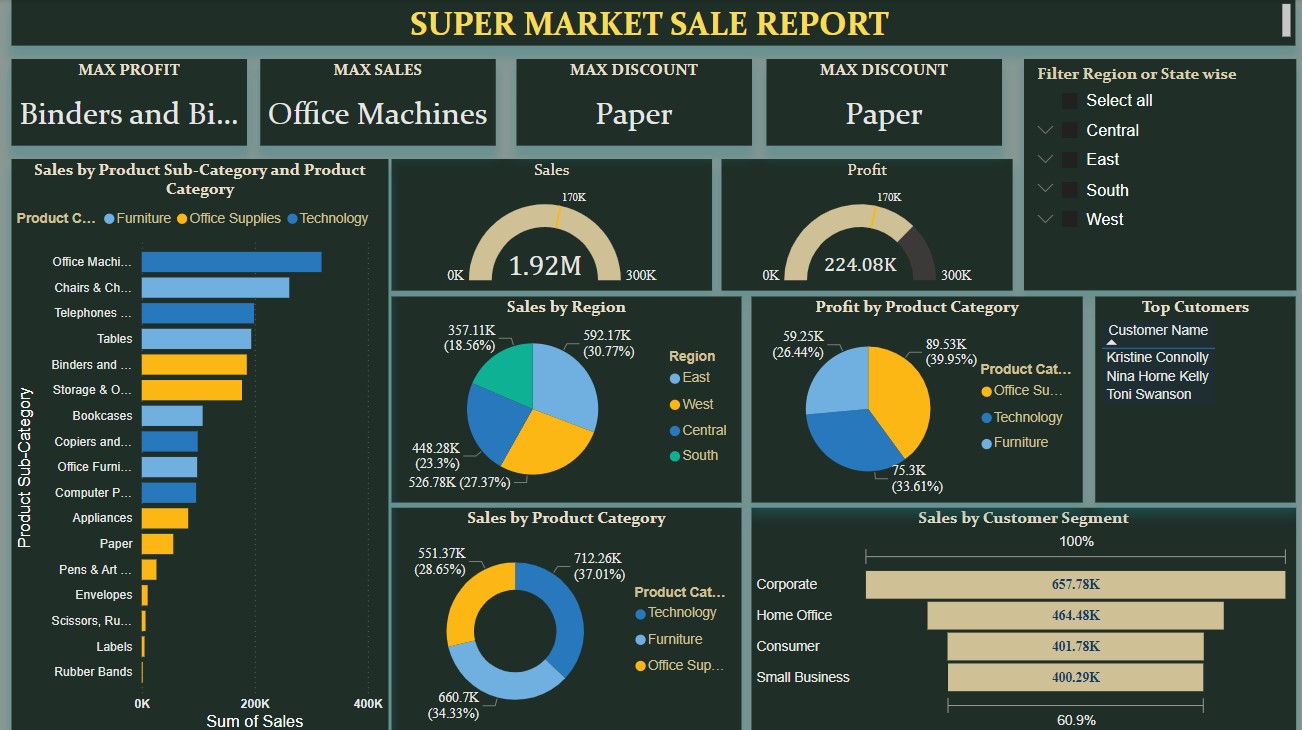 SUPER MARKET SALE REPORT
MAX PROFIT
Binders and Bi...
MAX SALES
Office Machines
MAX DISCOUNT
Paper
MAX DISCOUNT
Paper
Filter Region or State wise
Select all
Central
East
South
West
Sales by Product Sub-Category and Product
Category
Product C... Furniture Office Supplies Technology
Product Sub-Category
Office Machi...
Chairs & Ch...
Telephones ...
Tables
Binders and ...
Storage & O...
Bookcases
Copiers and...
Office Furni...
Computer P...
Appliances
Paper
Pens & Art ...
Envelopes
Scissors, Ru...
Labels
Rubber Bands
0K 200K 400K
Sum of Sales
Sales
170K
1.92M
0K 300K
Profit
170K
224.08K
0K 300K
Sales by Region
357.11K
(18.56%)
592.17K
(30.77%)
448.28K
(23.3%)
526.78K (27.37%)
Region
East
West
Central
South
Profit by Product Category
59.25K
(26.44%)
89.53K
(39.95%)
75.3K
(33.61%)
Product Cat...
Office Su...
Technology
Furniture
Top Cutomers
Customer Name
Kristine Connolly
Nina Horne Kelly
Toni Swanson
Sales by Product Category
551.37K
(28.65%)
712.26K
(37.01%)
660.7K
(34.33%)
Product Cat...
Technology
Furniture
Office Sup...
Sales by Customer Segment
100%
Corporate 657.78K
Home Office 464.48K
Consumer 401.78K
Small Business 400.29K
60.9%